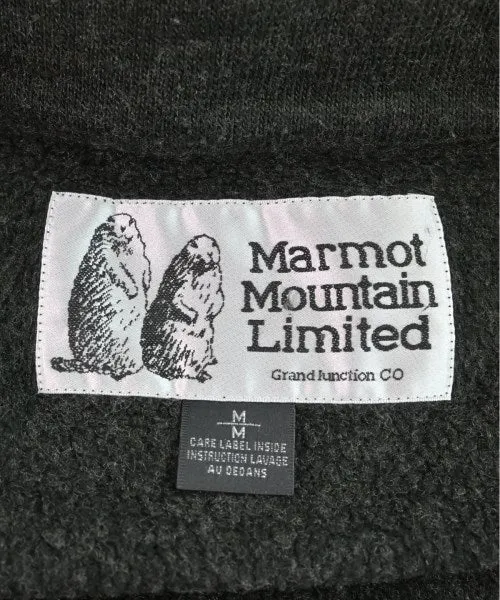 Marmot
Mountain
Limited
Grand Junction CO
M
M
CARE LABEL INSIDE
INSTRUCTION LAVAGE
AU DEDANS